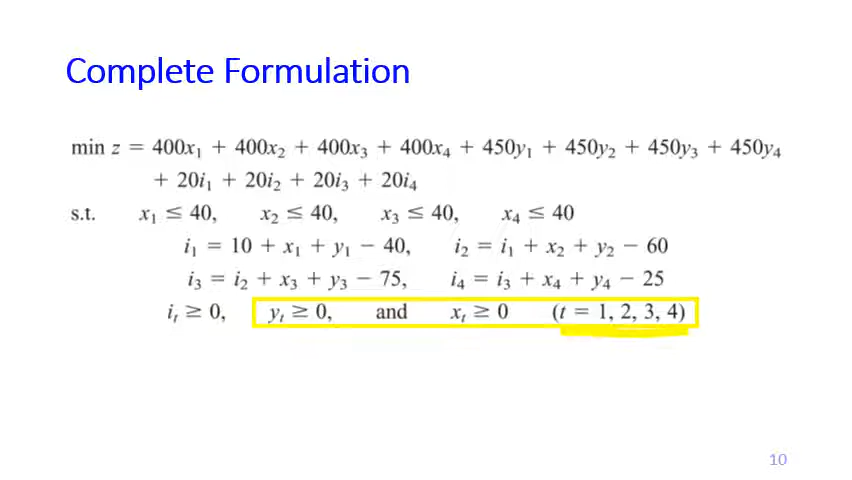 Complete Formulation
min z = 400x₁ + 400x₂ + 400x₃ + 400x₄ + 450y₁ + 450y₂ + 450y₃ + 450y₄
+ 20i₁ + 20i₂ + 20i₃ + 20i₄
s.t. x₁ ≤ 40, x₂ ≤ 40, x₃ ≤ 40, x₄ ≤ 40
i₁ = 10 + x₁ + y₁ − 40, i₂ = i₁ + x₂ + y₂ − 60
i₃ = i₂ + x₃ + y₃ − 75, i₄ = i₃ + x₄ + y₄ − 25
iₜ ≥ 0, yₜ ≥ 0, and xₜ ≥ 0 (t = 1, 2, 3, 4)
10